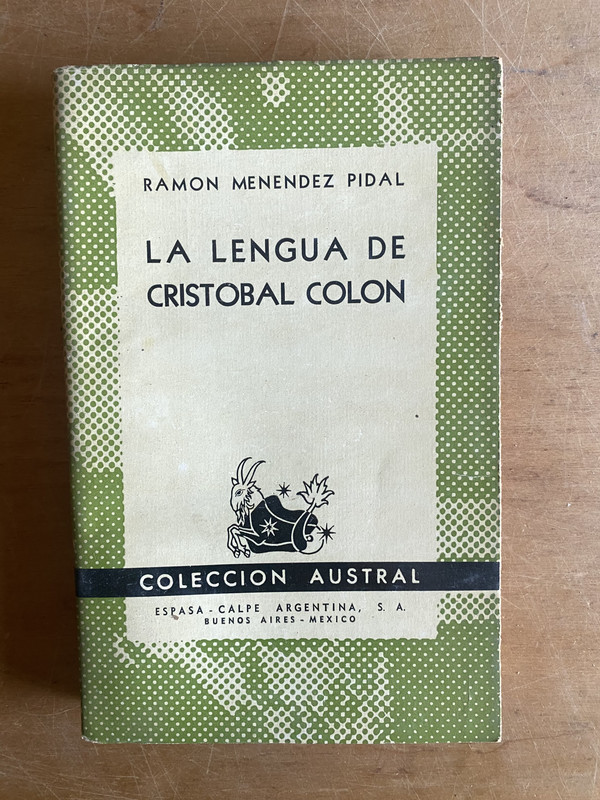 RAMON MENENDEZ PIDAL
LA LENGUA DE
CRISTOBAL COLON
COLECCION AUSTRAL
ESPASA - CALPE ARGENTINA, S. A.
BUENOS AIRES - MEXICO